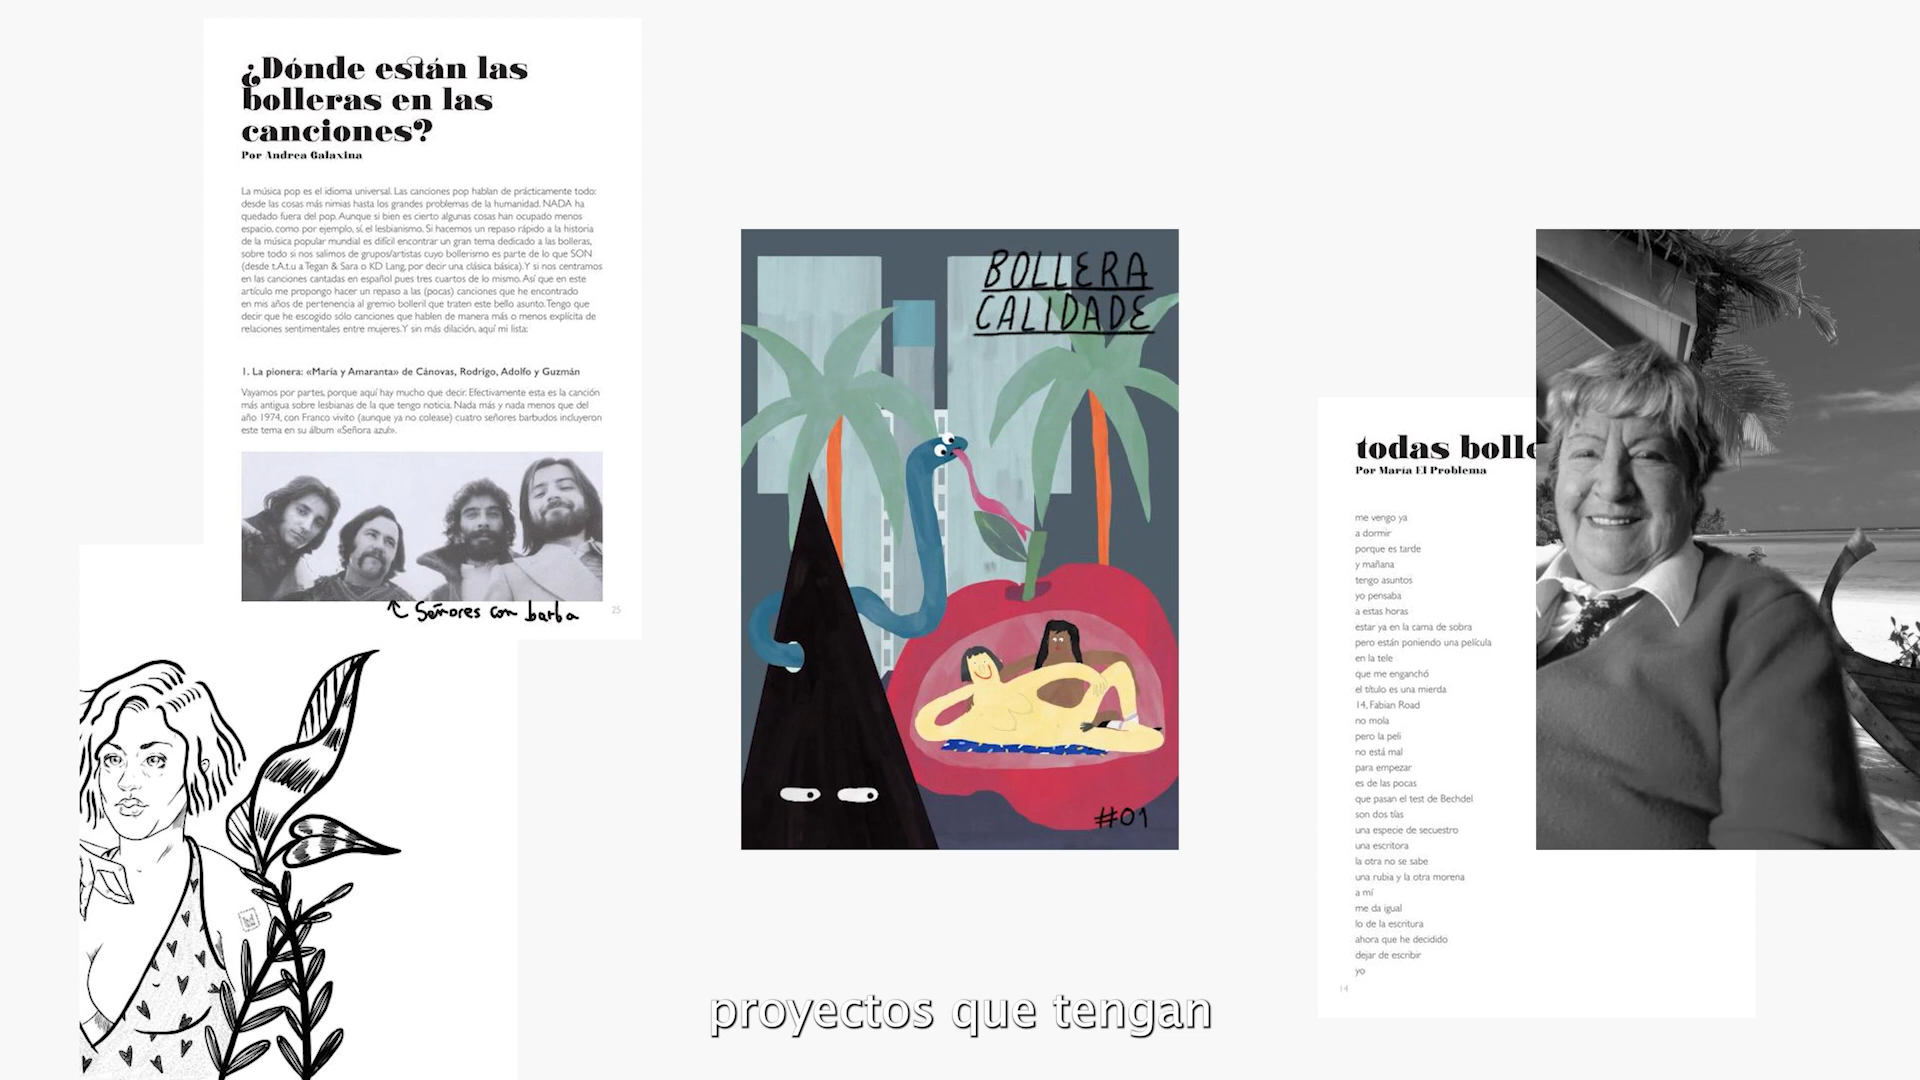 ¿Dónde están las
bolleras en las
canciones?
Por Andrea Galaxina
La música pop es el idioma universal. Las canciones pop hablan de prácticamente todo:
desde las cosas más nimias hasta los grandes problemas de la humanidad. NADA ha
quedado fuera del pop. Aunque si bien es cierto algunas cosas han ocupado menos
espacio, como por ejemplo, sí, el lesbianismo. Si hacemos un repaso rápido a la historia
de la música popular mundial es difícil encontrar un gran tema dedicado a las bolleras,
sobre todo si nos salimos de grupos/artistas cuyo bollerismo es parte de lo que SON
(desde t.A.t.u a Tegan & Sara o KD Lang, por decir una clásica básica). Y si nos centramos
en las canciones cantadas en español pues tres cuartos de lo mismo. Así que en este
artículo me propongo hacer un repaso a las (pocas) canciones que he encontrado
en mis años de pertenencia al gremio bolleril que traten este bello asunto. Tengo que
decir que he escogido sólo canciones que hablen de manera más o menos explícita de
relaciones sentimentales entre mujeres. Y sin más dilación, aquí mi lista:
1. La pionera: «María y Amaranta» de Cánovas, Rodrigo, Adolfo y Guzmán
Vayamos por partes, porque aquí hay mucho que decir. Efectivamente esta es la canción
más antigua sobre lesbianas de la que tengo noticia. Nada más y nada menos que del
año 1974, con Franco vivito (aunque ya no colease) cuatro señores barbudos incluyeron
este tema en su álbum «Señora azul».
Señores con barba
25
BOLLERA
CALIDADE
#01
todas bolle
Por María El Problema
me vengo ya
a dormir
porque es tarde
y mañana
tengo asuntos
yo pensaba
a estas horas
estar ya en la cama de sobra
pero están poniendo una película
en la tele
que me enganchó
el título es una mierda
14, Fabian Road
no mola
pero la peli
no está mal
para empezar
es de las pocas
que pasan el test de Bechdel
son dos tías
una especie de secuestro
una escritora
la otra no se sabe
una rubia y la otra morena
a mí
me da igual
lo de la escritura
ahora que he decidido
dejar de escribir
yo
14
proyectos que tengan